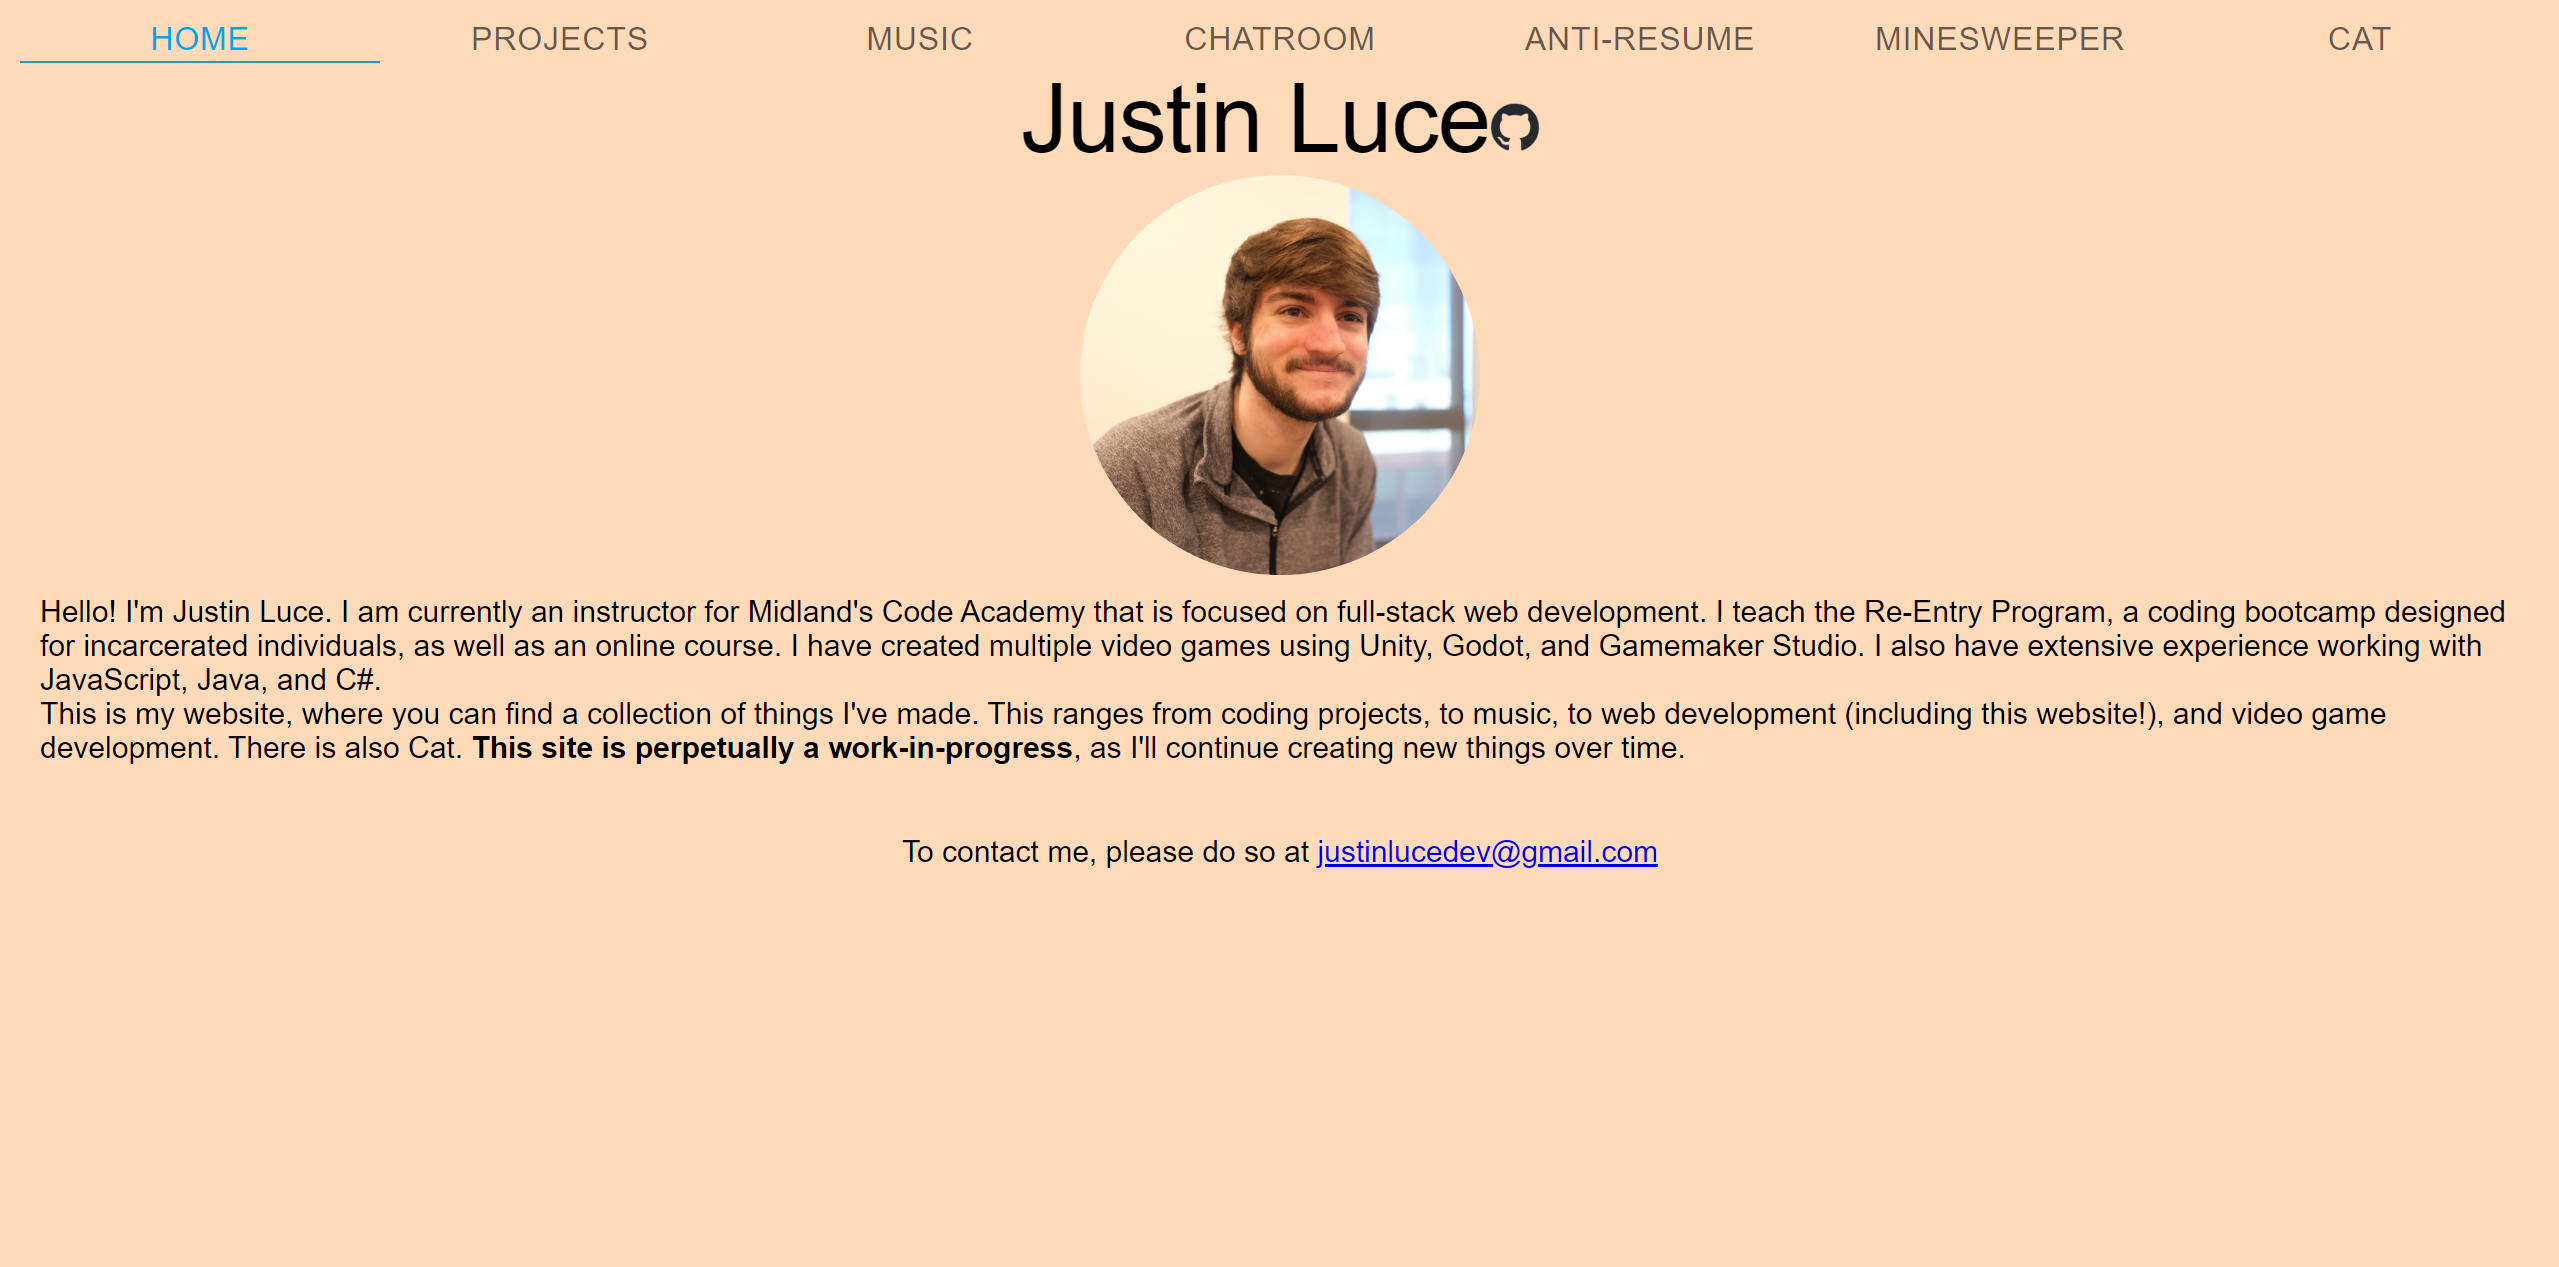 HOME PROJECTS MUSIC CHATROOM ANTI-RESUME MINESWEEPER CAT
Justin Luce
Hello! I'm Justin Luce. I am currently an instructor for Midland's Code Academy that is focused on full-stack web development. I teach the Re-Entry Program, a coding bootcamp designed
for incarcerated individuals, as well as an online course. I have created multiple video games using Unity, Godot, and Gamemaker Studio. I also have extensive experience working with
JavaScript, Java, and C#.
This is my website, where you can find a collection of things I've made. This ranges from coding projects, to music, to web development (including this website!), and video game
development. There is also Cat. This site is perpetually a work-in-progress, as I'll continue creating new things over time.
To contact me, please do so at justinlucedev@gmail.com